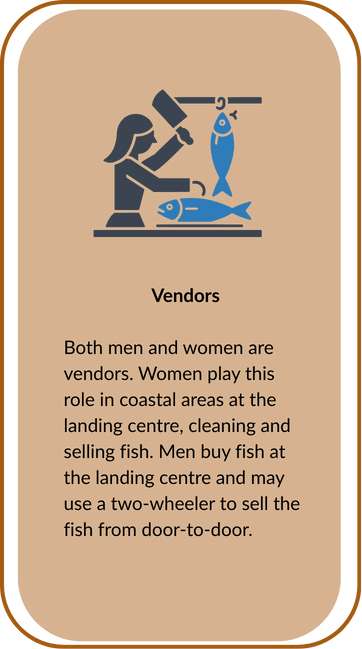 Vendors
Both men and women are
vendors. Women play this
role in coastal areas at the
landing centre, cleaning and
selling fish. Men buy fish at
the landing centre and may
use a two-wheeler to sell the
fish from door-to-door.